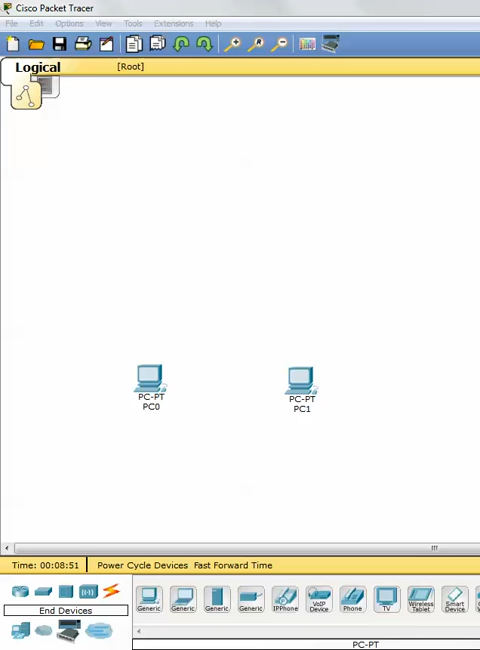 Cisco Packet Tracer
File Edit Options View Tools Extensions Help
Logical [Root]
PC-PT
PC0
PC-PT
PC1
Time: 00:08:51 Power Cycle Devices Fast Forward Time
End Devices
Generic Generic Generic Generic IPPhone VoIP Device Phone TV Wireless Tablet Smart Device
PC-PT